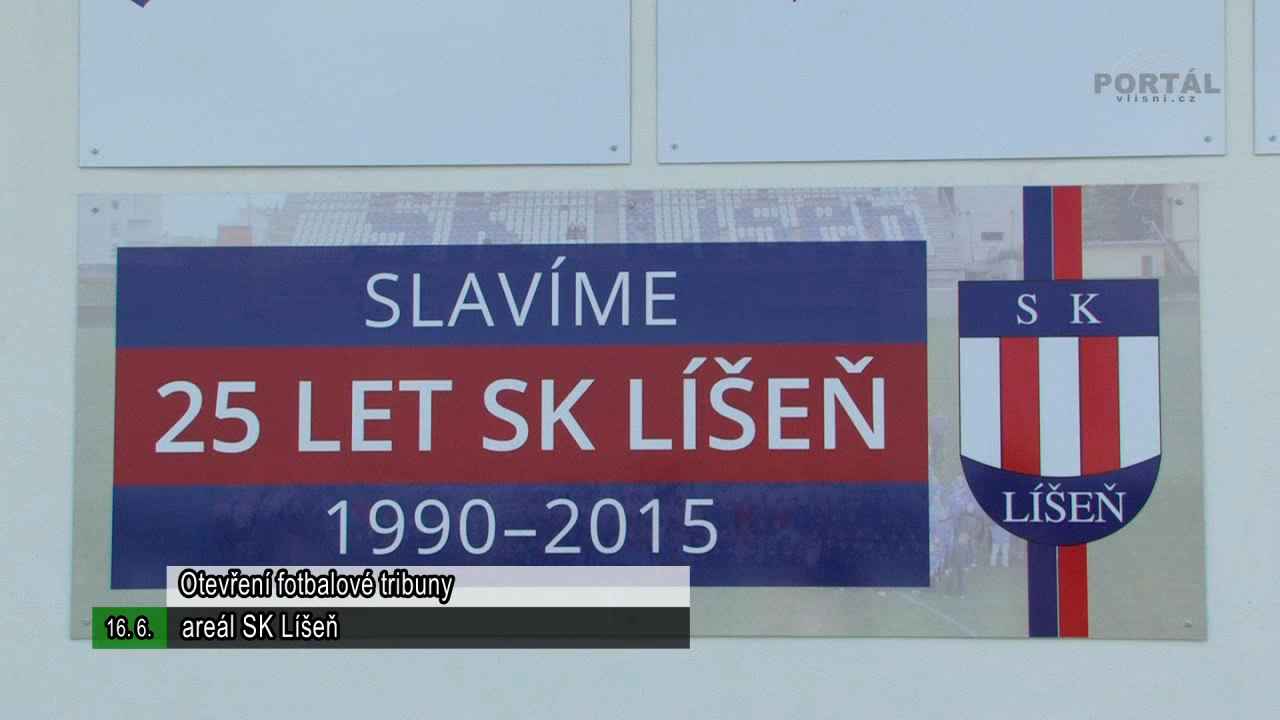 PORTÁL
vlisni.cz
SLAVÍME
25 LET SK LÍŠEŇ
1990–2015
S K
LÍŠEŇ
Otevření fotbalové tribuny
16. 6.
areál SK Líšeň